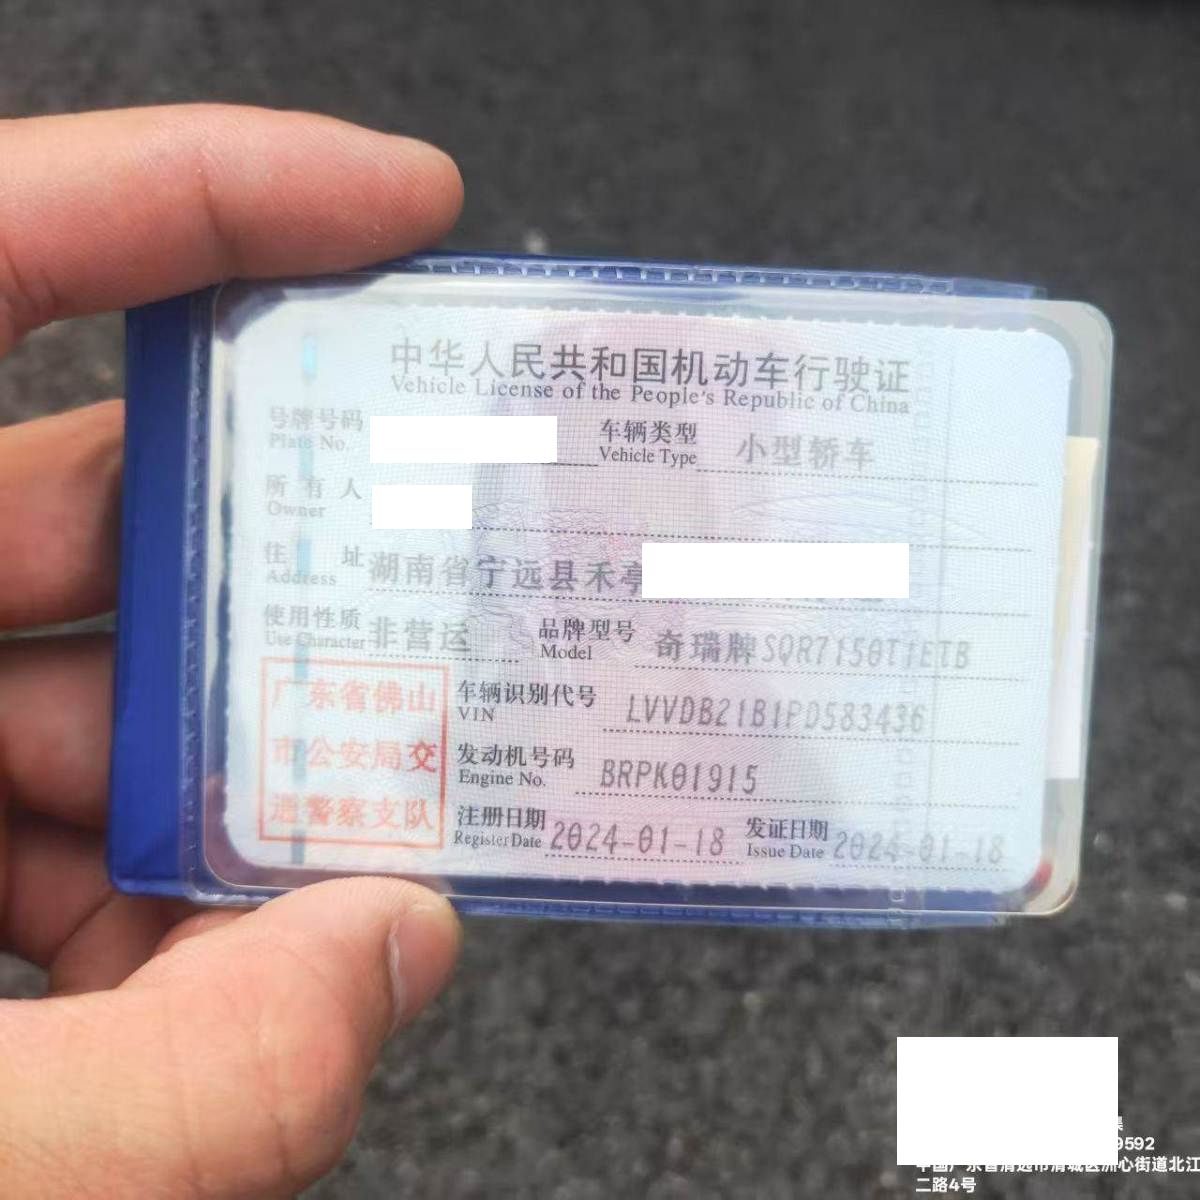 中华人民共和国机动车行驶证
Vehicle License of the People's Republic of China
号牌号码
Plate No.
车辆类型 小型轿车
Vehicle Type
所有人
Owner
住址 湖南省宁远县禾亭
Address
使用性质 非营运
Use Character
品牌型号 奇瑞牌SQR7150T1ETB
Model
广东省佛山
市公安局交
通警察支队
车辆识别代号 LVVDB21B1PD583436
VIN
发动机号码 BRPK01915
Engine No.
注册日期 2024-01-18
Register Date
发证日期 2024-01-18
Issue Date
9592
中国广东省清远市清城区洲心街道北江
二路4号